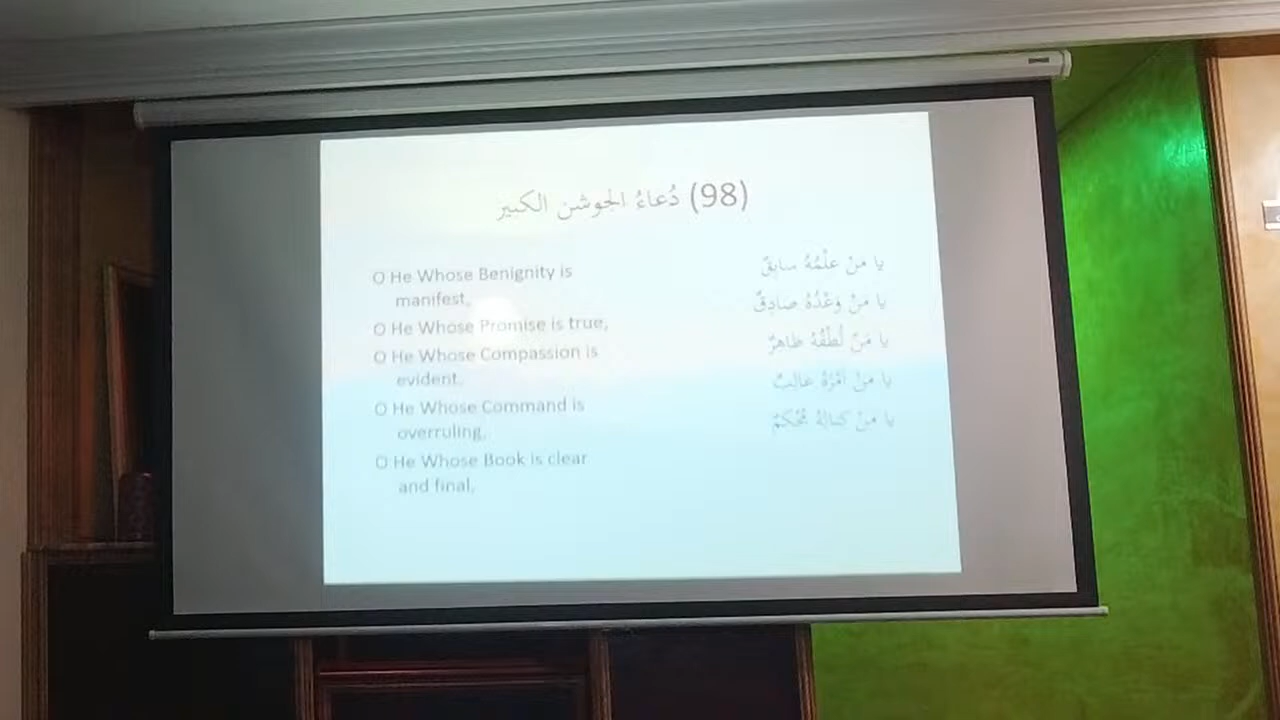 (98) دُعاءُ الجوشن الكبير
O He Whose Benignity is
manifest,
O He Whose Promise is true,
O He Whose Compassion is
evident.
O He Whose Command is
overruling,
O He Whose Book is clear
and final,
يا مَنْ عِلْمُهُ سابِقٌ
يا مَنْ وَعْدُهُ صَادِقٌ
يا مَنْ لُطْفُهُ ظاهِرٌ
يا مَنْ اَمْرُهُ غالِبٌ
يا مَنْ كِتابُهُ مُحْكَمٌ